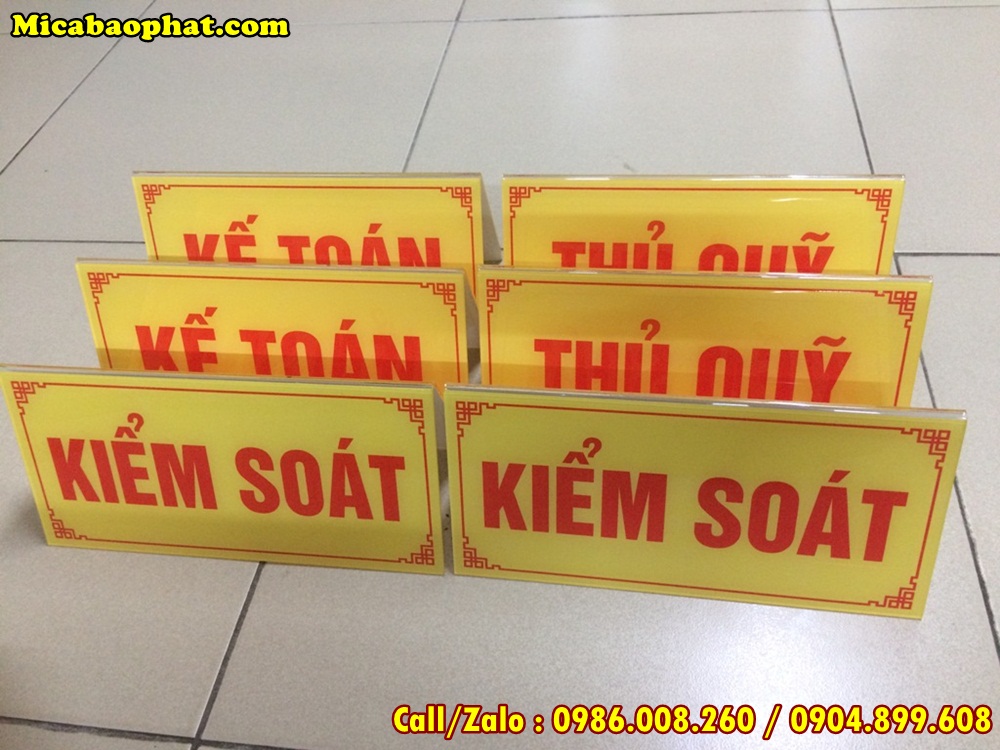 Micabaophat.com
KẾ TOÁN
THỦ QUỸ
KẾ TOÁN
THỦ QUỸ
KIỂM SOÁT
KIỂM SOÁT
Call/Zalo : 0986.008.260 / 0904.899.608